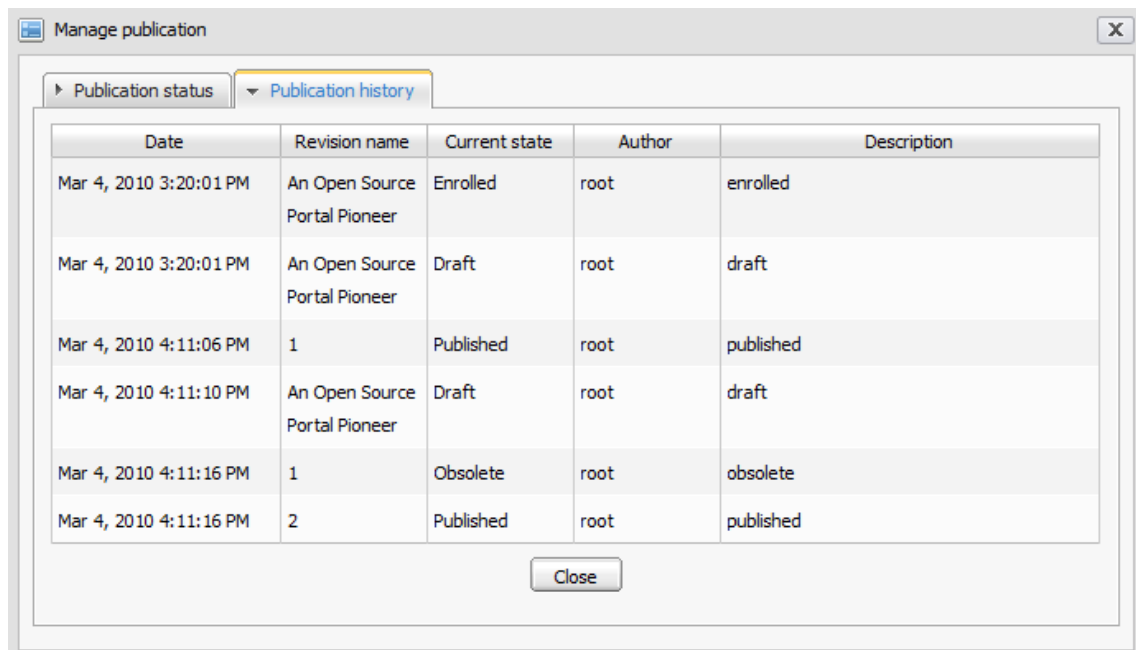 Manage publication
X
Publication status
Publication history
Date Revision name Current state Author Description
Mar 4, 2010 3:20:01 PM An Open Source Enrolled root enrolled
Portal Pioneer
Mar 4, 2010 3:20:01 PM An Open Source Draft root draft
Portal Pioneer
Mar 4, 2010 4:11:06 PM 1 Published root published
Mar 4, 2010 4:11:10 PM An Open Source Draft root draft
Portal Pioneer
Mar 4, 2010 4:11:16 PM 1 Obsolete root obsolete
Mar 4, 2010 4:11:16 PM 2 Published root published
Close